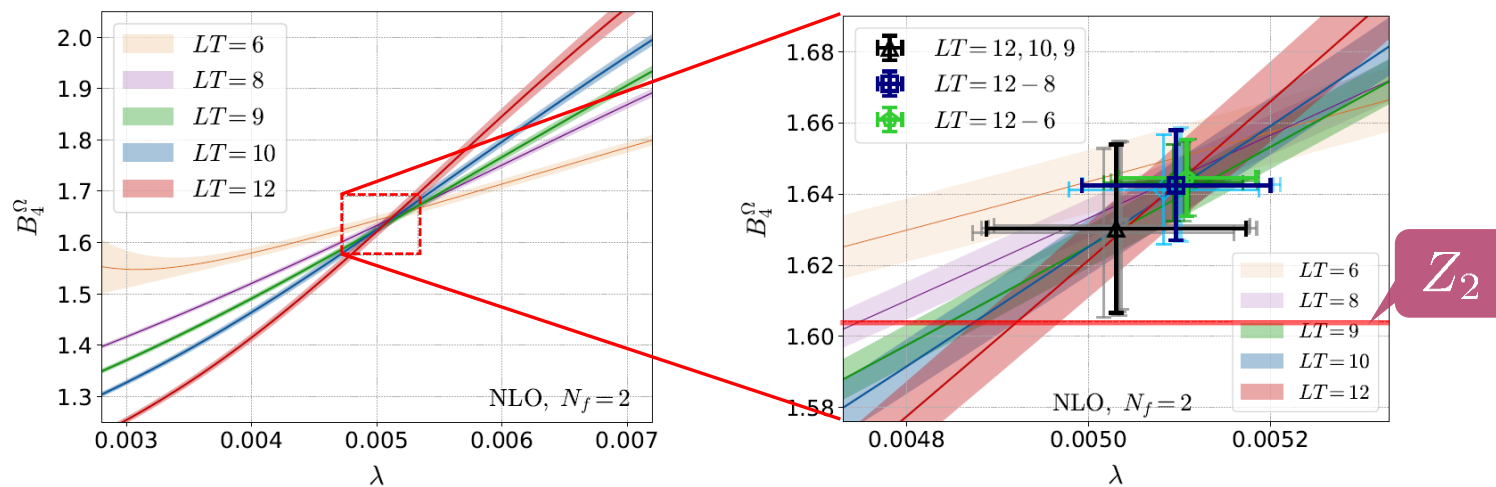 2.0
1.9
1.8
1.7
1.6
1.5
1.4
1.3
B₄^Ω
LT = 6
LT = 8
LT = 9
LT = 10
LT = 12
NLO, N_f = 2
0.003 0.004 0.005 0.006 0.007
λ
1.68
1.66
1.64
1.62
1.60
1.58
B₄^Ω
LT = 12, 10, 9
LT = 12 − 8
LT = 12 − 6
LT = 6
LT = 8
LT = 9
LT = 10
LT = 12
NLO, N_f = 2
0.0048 0.0050 0.0052
λ
Z₂